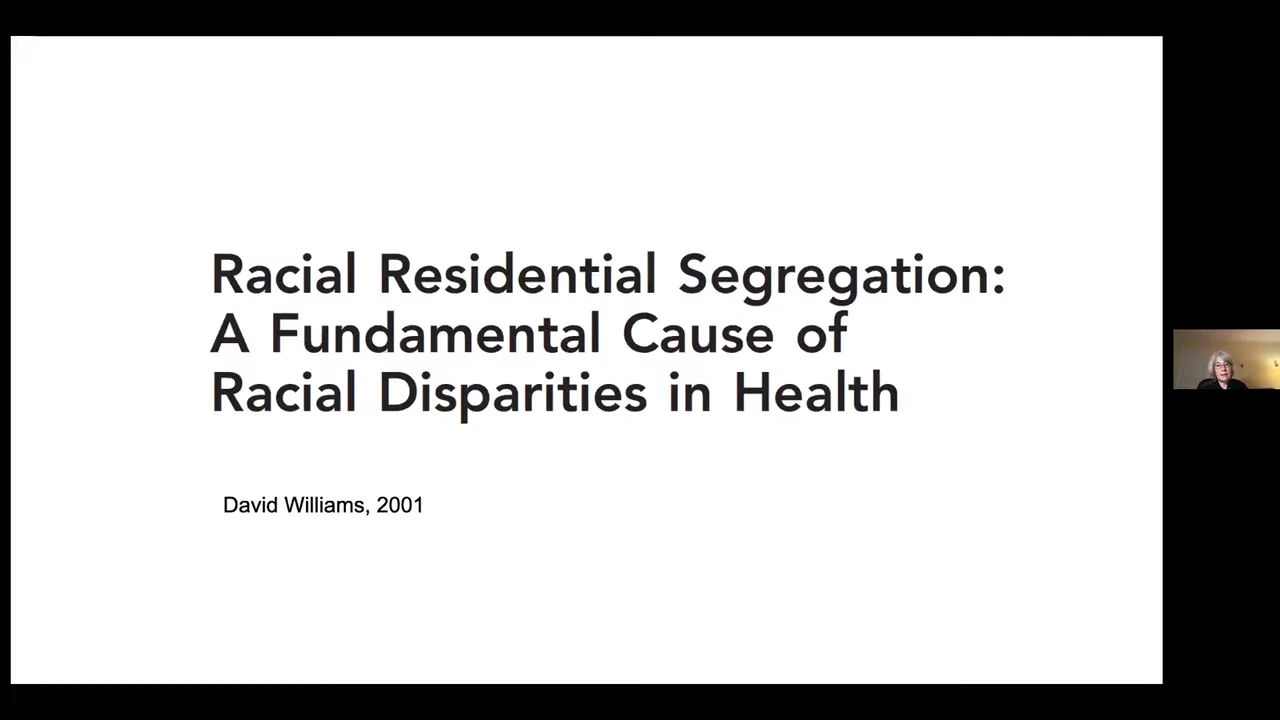 Racial Residential Segregation:
A Fundamental Cause of
Racial Disparities in Health
David Williams, 2001